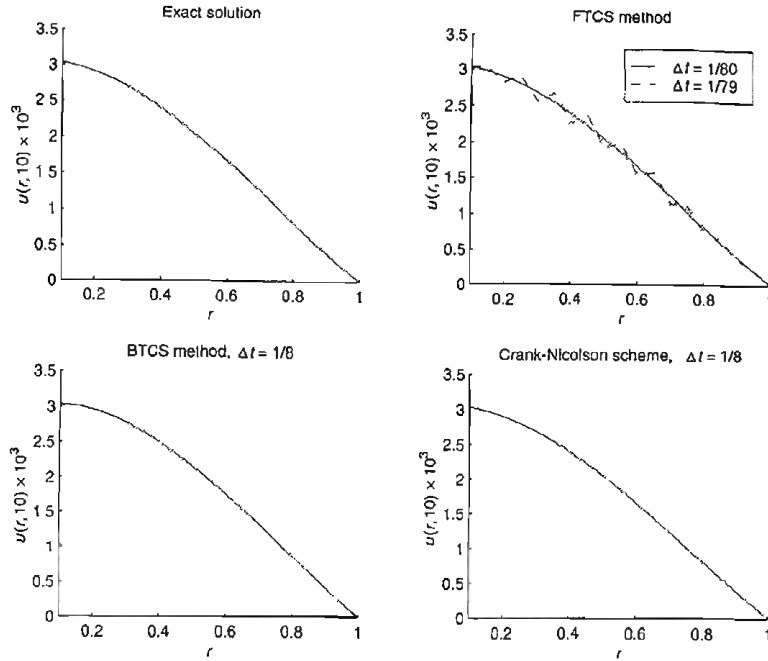 Exact solution
3.5
3
2.5
2
1.5
1
0.5
0
0.2 0.4 0.6 0.8 1
r
u(r, 10) × 10³
FTCS method
Δt = 1/80
Δt = 1/79
3.5
3
2.5
2
1.5
1
0.5
0
0.2 0.4 0.6 0.8 1
r
u(r, 10) × 10³
BTCS method, Δt = 1/8
3.5
3
2.5
2
1.5
1
0.5
0
0.2 0.4 0.6 0.8 1
r
u(r, 10) × 10³
Crank-Nicolson scheme, Δt = 1/8
3.5
3
2.5
2
1.5
1
0.5
0
0.2 0.4 0.6 0.8 1
r
u(r, 10) × 10³